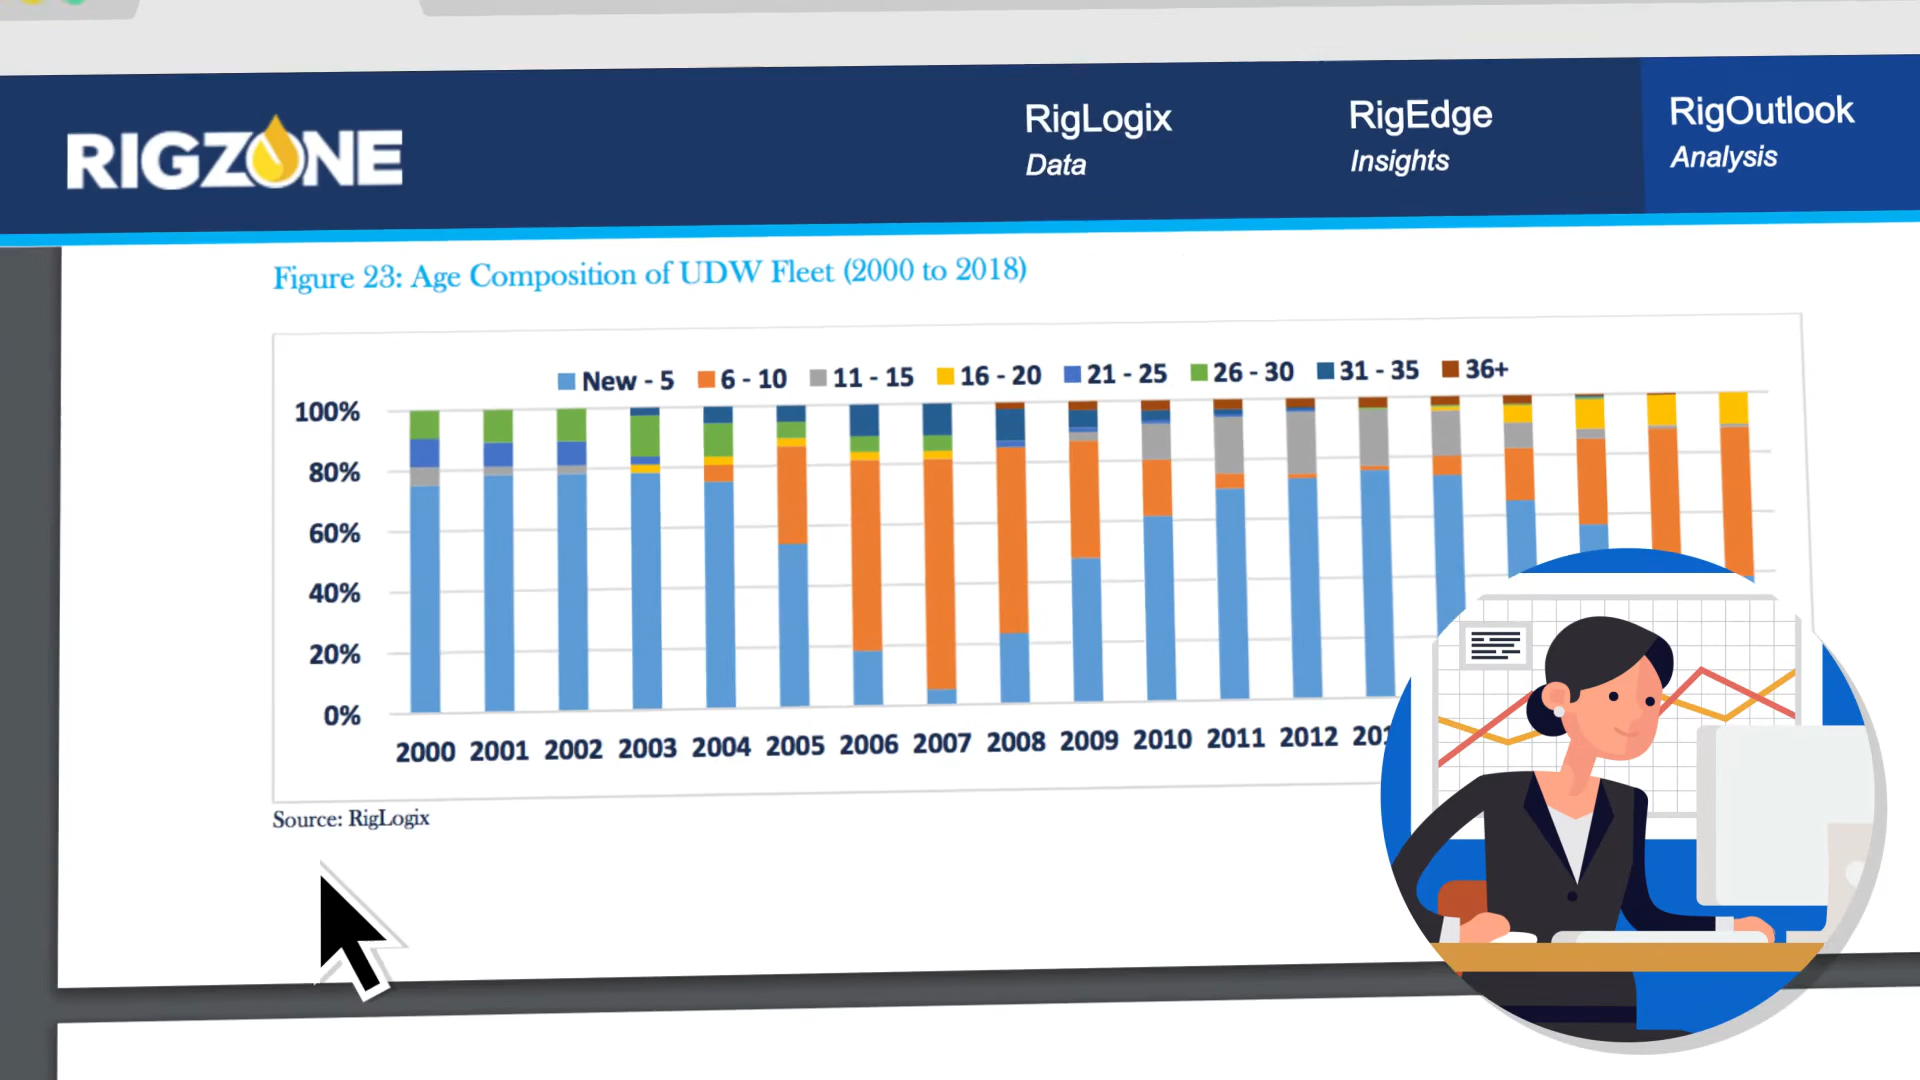 RIGZONE
RigLogix
Data
RigEdge
Insights
RigOutlook
Analysis
Figure 23: Age Composition of UDW Fleet (2000 to 2018)
New - 5 6 - 10 11 - 15 16 - 20 21 - 25 26 - 30 31 - 35 36+
100%
80%
60%
40%
20%
0%
2000 2001 2002 2003 2004 2005 2006 2007 2008 2009 2010 2011 2012
Source: RigLogix